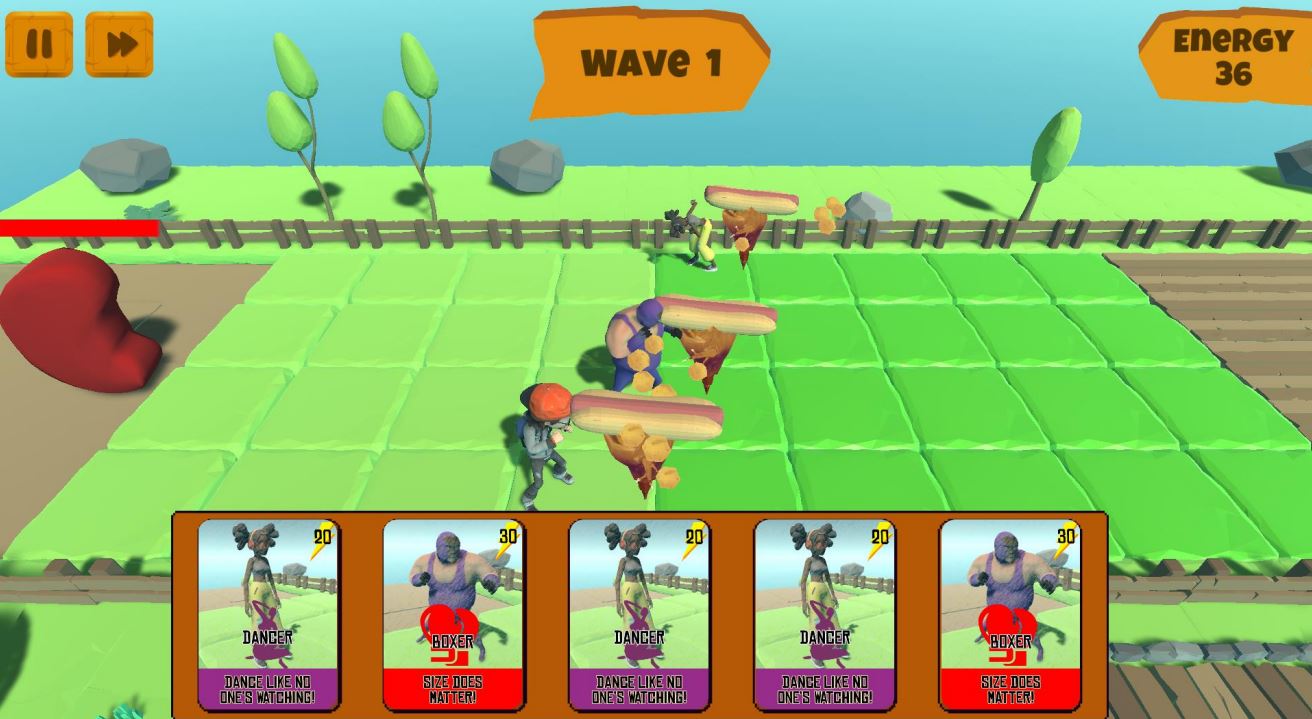 WAVE 1
ENERGY
36
20
DANCER
DANCE LIKE NO
ONE'S WATCHING!
30
BOXER
SIZE DOES
MATTER!
20
DANCER
DANCE LIKE NO
ONE'S WATCHING!
20
DANCER
DANCE LIKE NO
ONE'S WATCHING!
30
BOXER
SIZE DOES
MATTER!